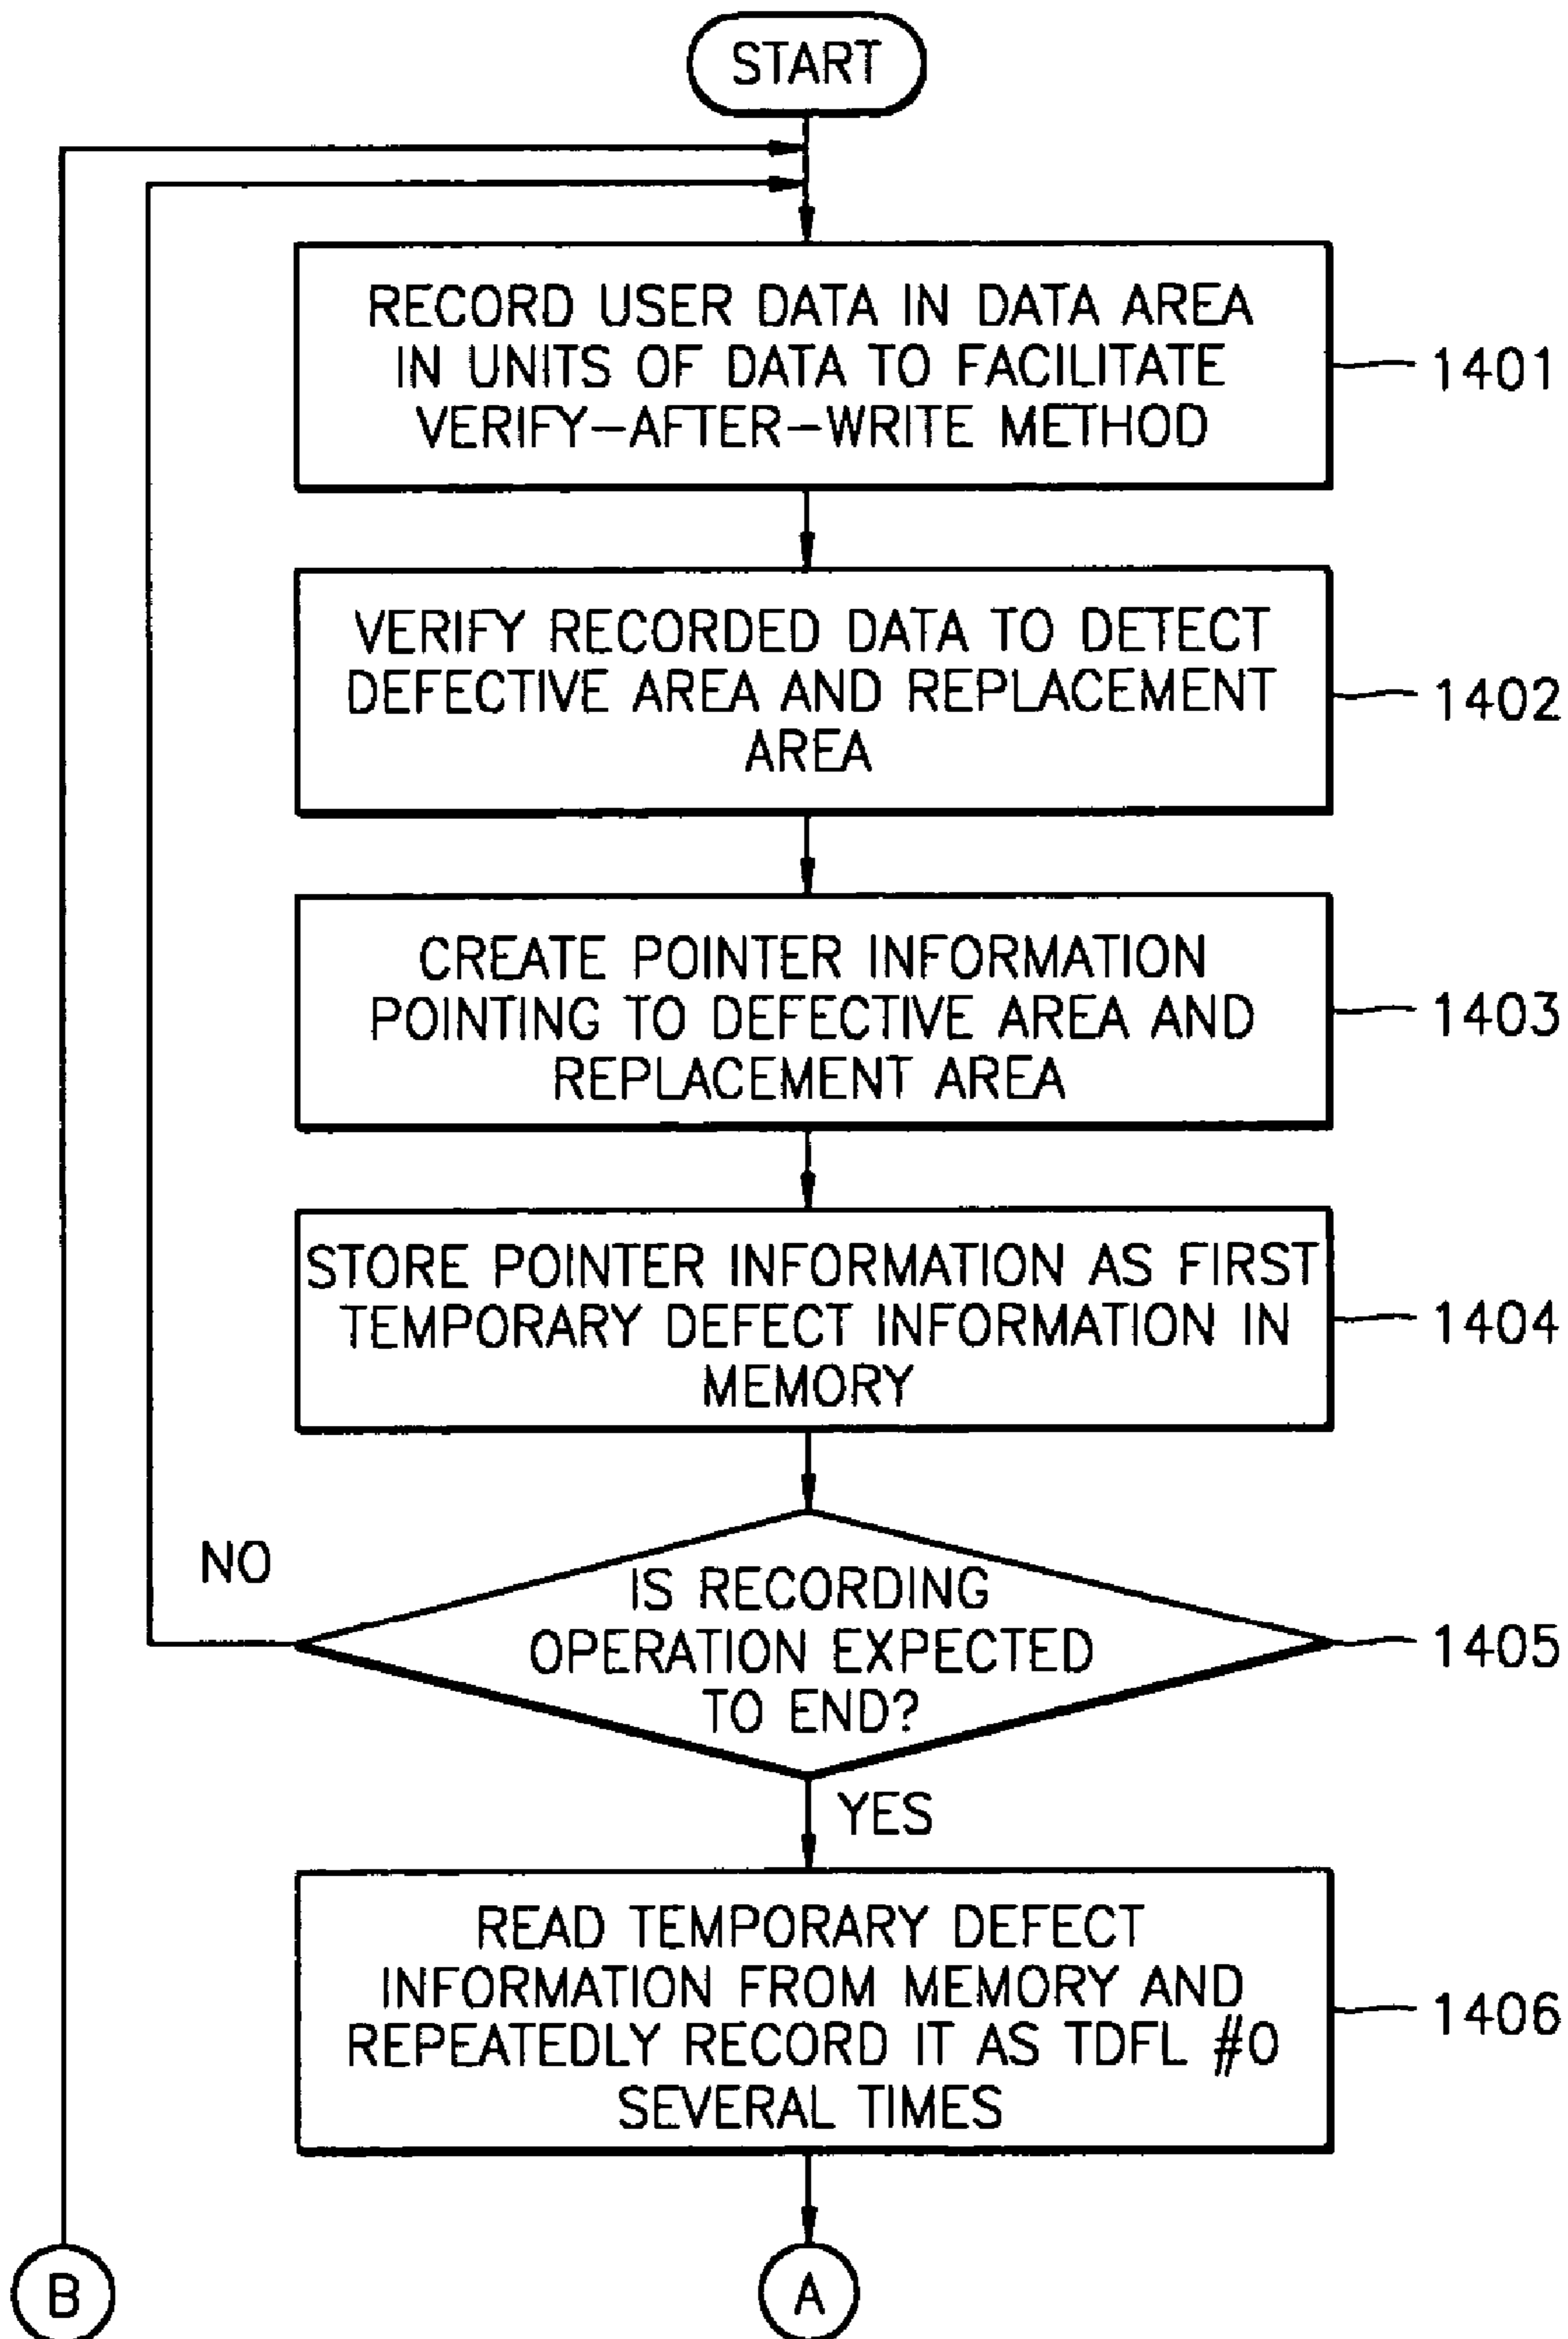 START
RECORD USER DATA IN DATA AREA
IN UNITS OF DATA TO FACILITATE
VERIFY-AFTER-WRITE METHOD
1401
VERIFY RECORDED DATA TO DETECT
DEFECTIVE AREA AND REPLACEMENT
AREA
1402
CREATE POINTER INFORMATION
POINTING TO DEFECTIVE AREA AND
REPLACEMENT AREA
1403
STORE POINTER INFORMATION AS FIRST
TEMPORARY DEFECT INFORMATION IN
MEMORY
1404
NO
IS RECORDING
OPERATION EXPECTED
TO END?
1405
YES
READ TEMPORARY DEFECT
INFORMATION FROM MEMORY AND
REPEATEDLY RECORD IT AS TDFL #0
SEVERAL TIMES
1406
B
A